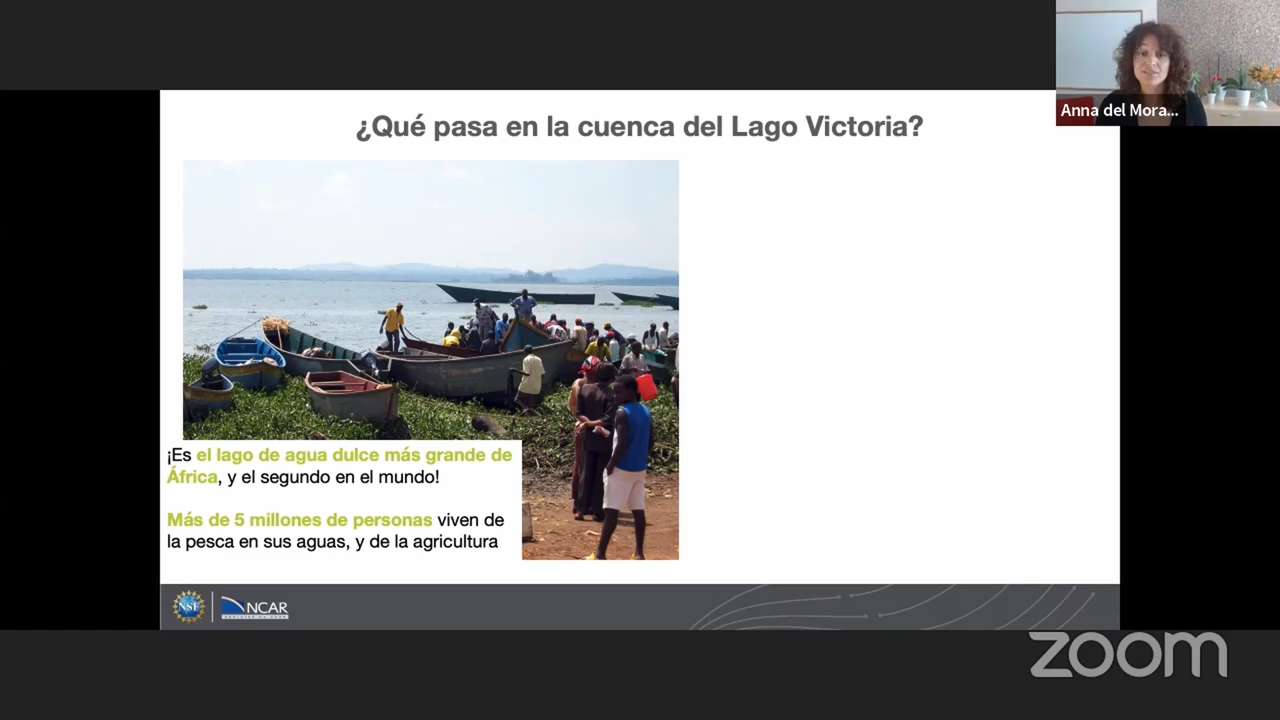 Anna del Mora...
¿Qué pasa en la cuenca del Lago Victoria?
¡Es el lago de agua dulce más grande de
África, y el segundo en el mundo!
Más de 5 millones de personas viven de
la pesca en sus aguas, y de la agricultura
NSF
NCAR
zoom